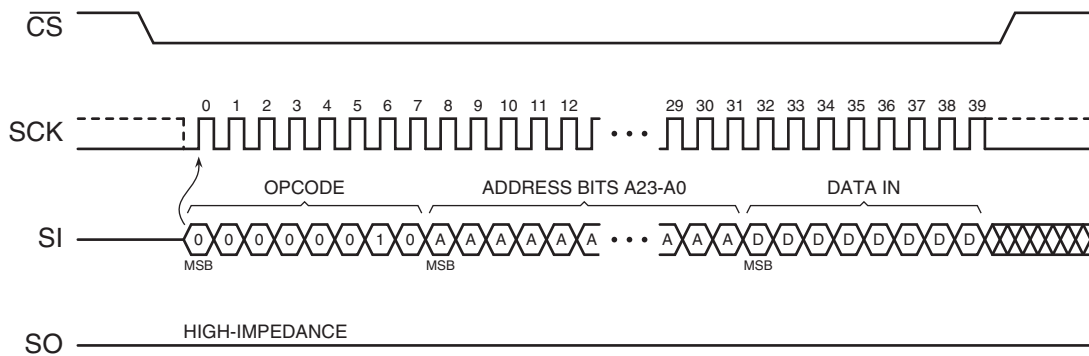 CS
0 1 2 3 4 5 6 7 8 9 10 11 12 29 30 31 32 33 34 35 36 37 38 39
SCK
OPCODE ADDRESS BITS A23-A0 DATA IN
SI 0 0 0 0 0 0 1 0 A A A A A A A A A D D D D D D D D
MSB MSB MSB
HIGH-IMPEDANCE
SO